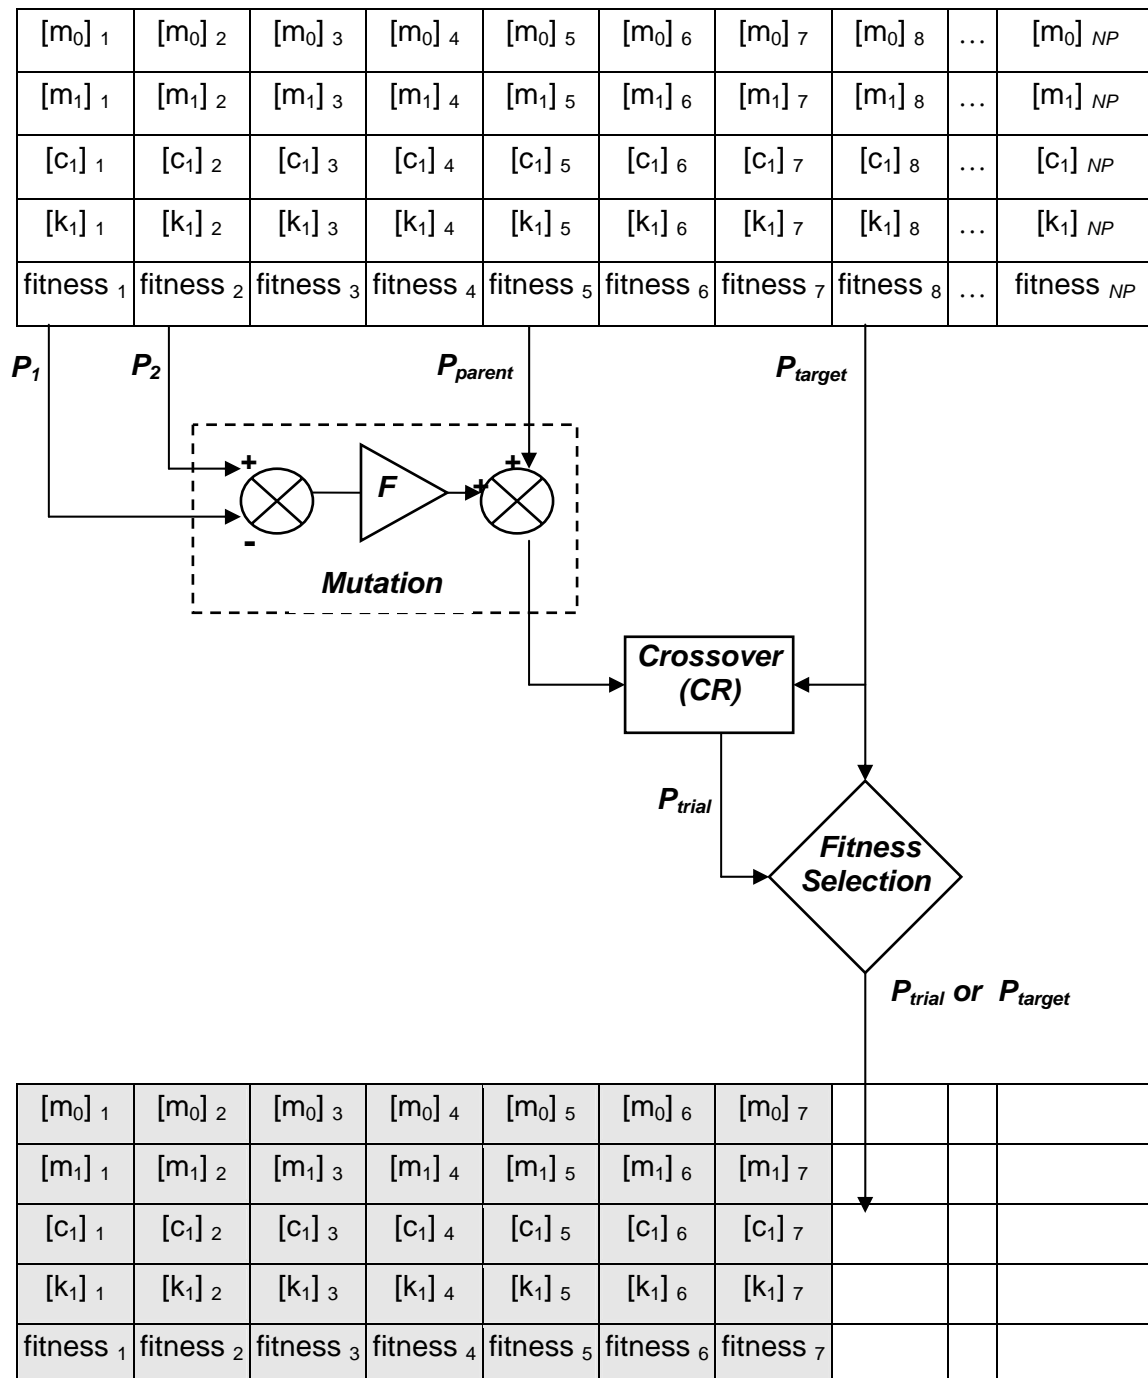 [m₀] ₁ [m₀] ₂ [m₀] ₃ [m₀] ₄ [m₀] ₅ [m₀] ₆ [m₀] ₇ [m₀] ₈ … [m₀] NP
[m₁] ₁ [m₁] ₂ [m₁] ₃ [m₁] ₄ [m₁] ₅ [m₁] ₆ [m₁] ₇ [m₁] ₈ … [m₁] NP
[c₁] ₁ [c₁] ₂ [c₁] ₃ [c₁] ₄ [c₁] ₅ [c₁] ₆ [c₁] ₇ [c₁] ₈ … [c₁] NP
[k₁] ₁ [k₁] ₂ [k₁] ₃ [k₁] ₄ [k₁] ₅ [k₁] ₆ [k₁] ₇ [k₁] ₈ … [k₁] NP
fitness ₁ fitness ₂ fitness ₃ fitness ₄ fitness ₅ fitness ₆ fitness ₇ fitness ₈ … fitness NP
P₁ P₂ Pparent Ptarget
+ +
F +
-
Mutation
Crossover
(CR)
Ptrial
Fitness
Selection
Ptrial or Ptarget
[m₀] ₁ [m₀] ₂ [m₀] ₃ [m₀] ₄ [m₀] ₅ [m₀] ₆ [m₀] ₇
[m₁] ₁ [m₁] ₂ [m₁] ₃ [m₁] ₄ [m₁] ₅ [m₁] ₆ [m₁] ₇
[c₁] ₁ [c₁] ₂ [c₁] ₃ [c₁] ₄ [c₁] ₅ [c₁] ₆ [c₁] ₇
[k₁] ₁ [k₁] ₂ [k₁] ₃ [k₁] ₄ [k₁] ₅ [k₁] ₆ [k₁] ₇
fitness ₁ fitness ₂ fitness ₃ fitness ₄ fitness ₅ fitness ₆ fitness ₇